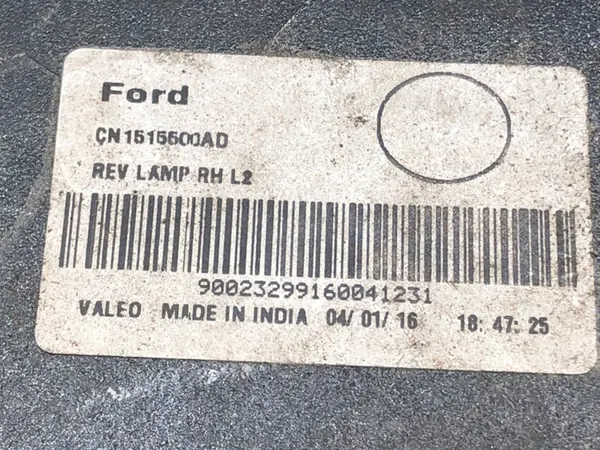 Ford
CN1515500AD
REV LAMP RH L2
90023299160041231
VALEO MADE IN INDIA 04/01/16 18:47:25